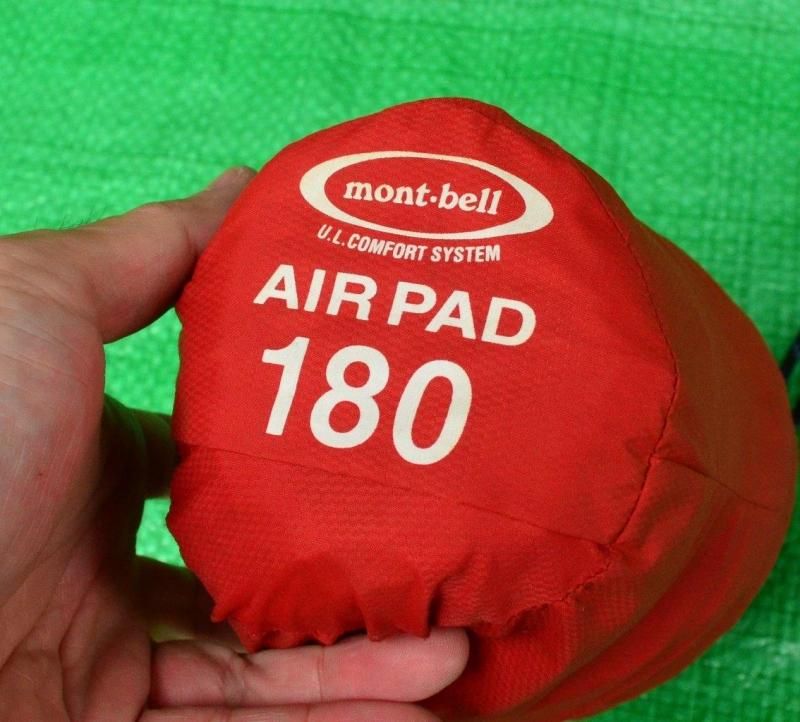 mont·bell
U.L. COMFORT SYSTEM
AIR PAD
180